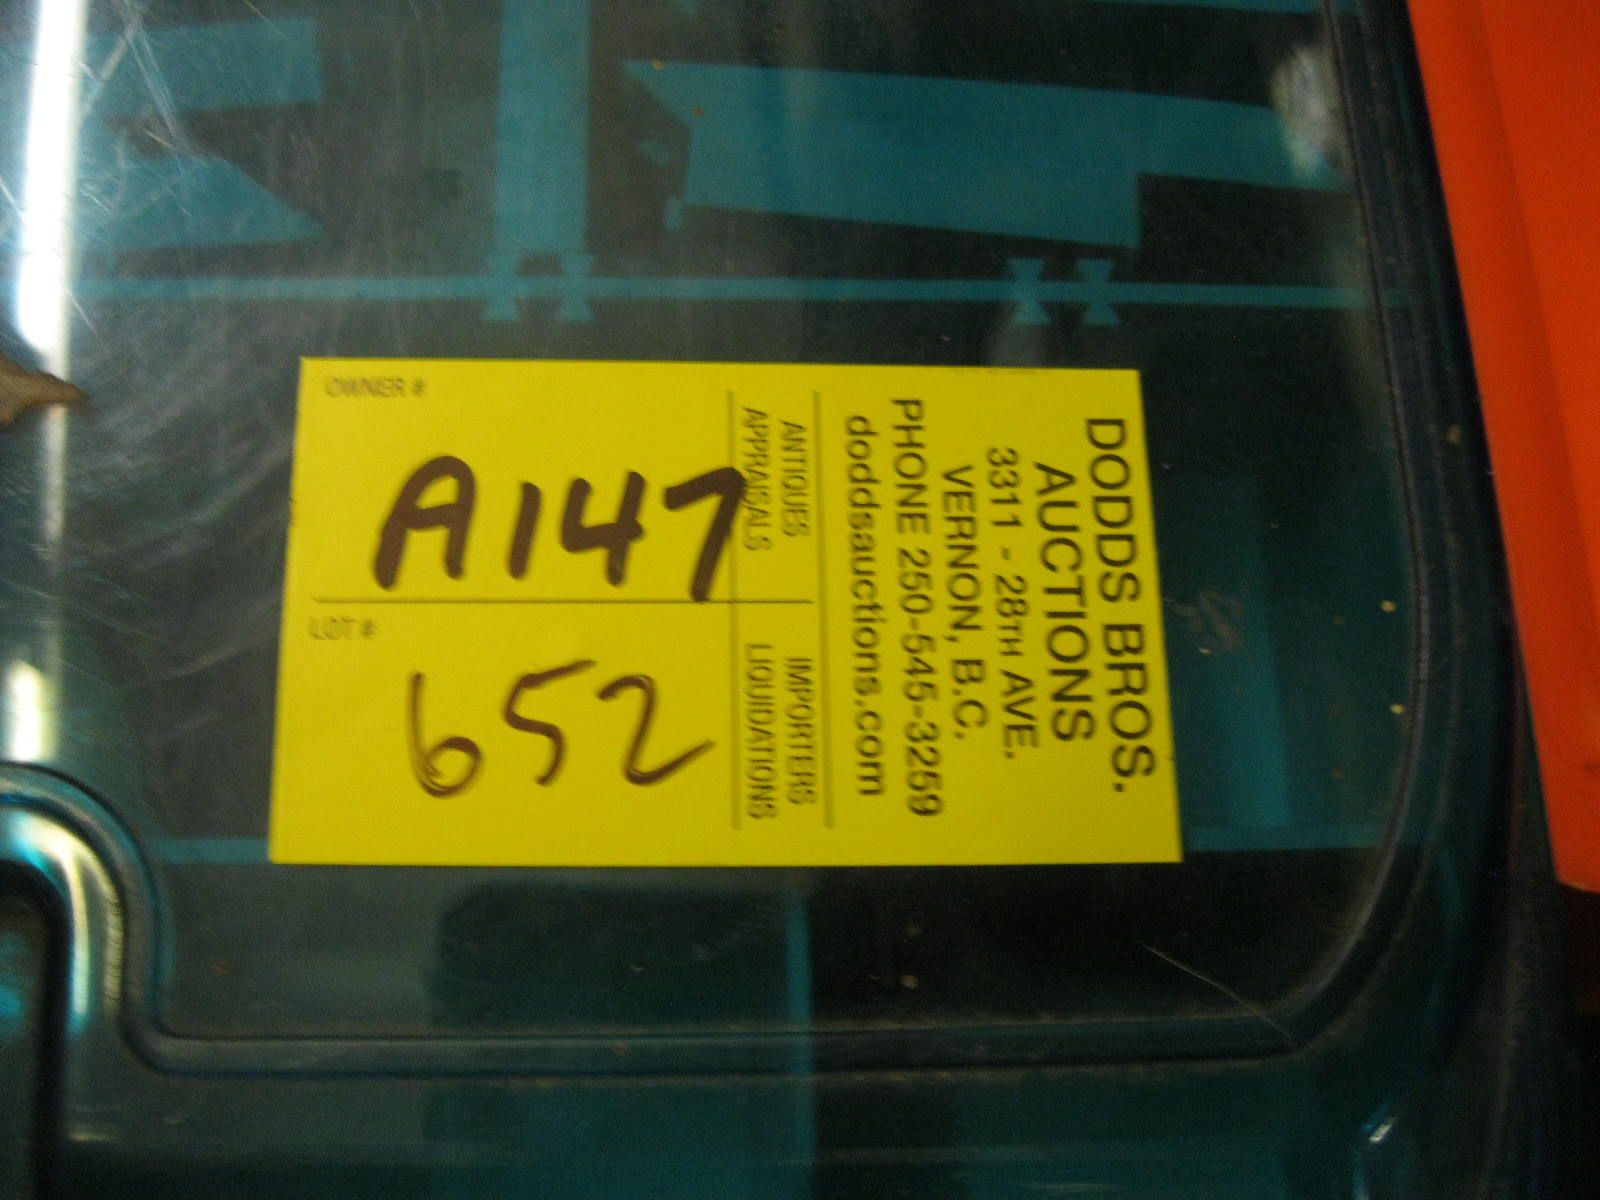 DODDS BROS.
AUCTIONS
3311 - 28TH AVE.
VERNON, B.C.
PHONE 250-545-3259
doddsauctions.com
ANTIQUES
APPRAISALS
IMPORTERS
LIQUIDATIONS
OWNER #
A147
LOT #
652